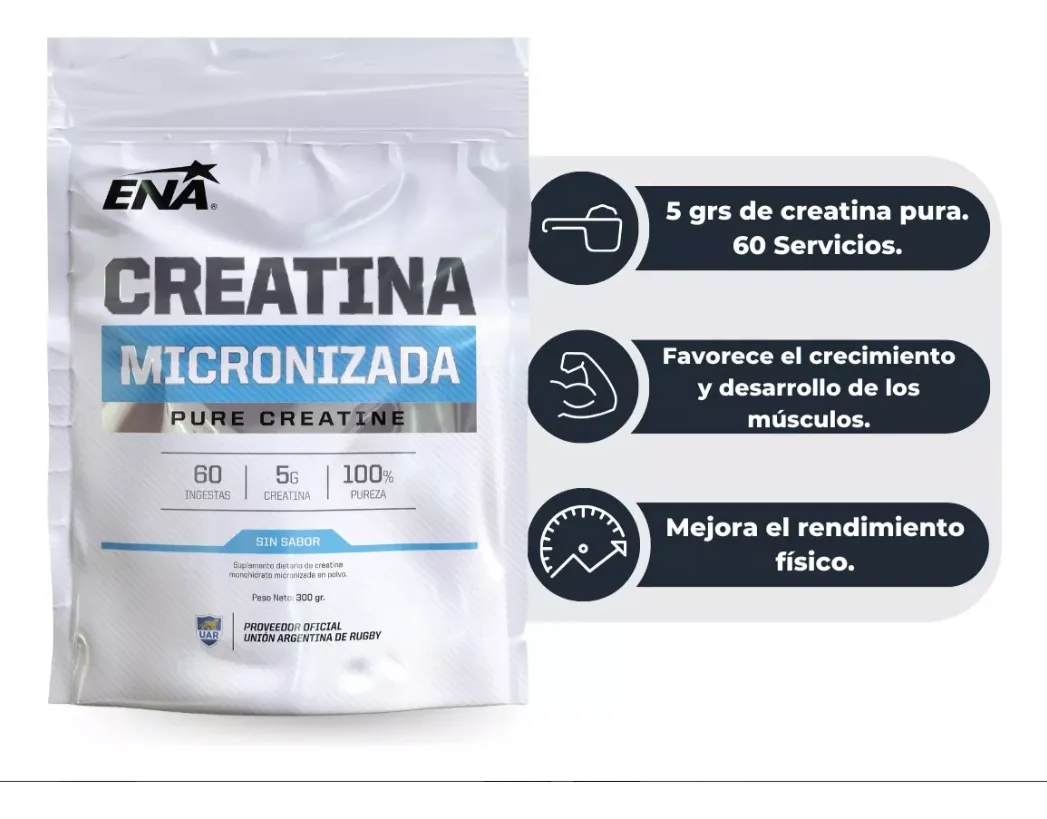 ENA®
CREATINA
MICRONIZADA
PURE CREATINE
60
INGESTAS
5G
CREATINA
100%
PUREZA
SIN SABOR
Suplemento dietario de creatina
monohidrato micronizada en polvo.
Peso Neto: 300 gr.
UAR
PROVEEDOR OFICIAL
UNIÓN ARGENTINA DE RUGBY
5 grs de creatina pura.
60 Servicios.
Favorece el crecimiento
y desarrollo de los
músculos.
Mejora el rendimiento
físico.